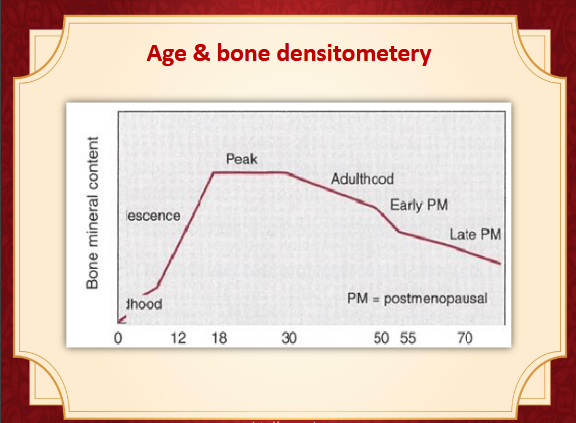 Age & bone densitometery
Bone mineral content
Peak
Adulthood
lescence
Early PM
Late PM
dhood
PM = postmenopausal
0 12 18 30 50 55 70